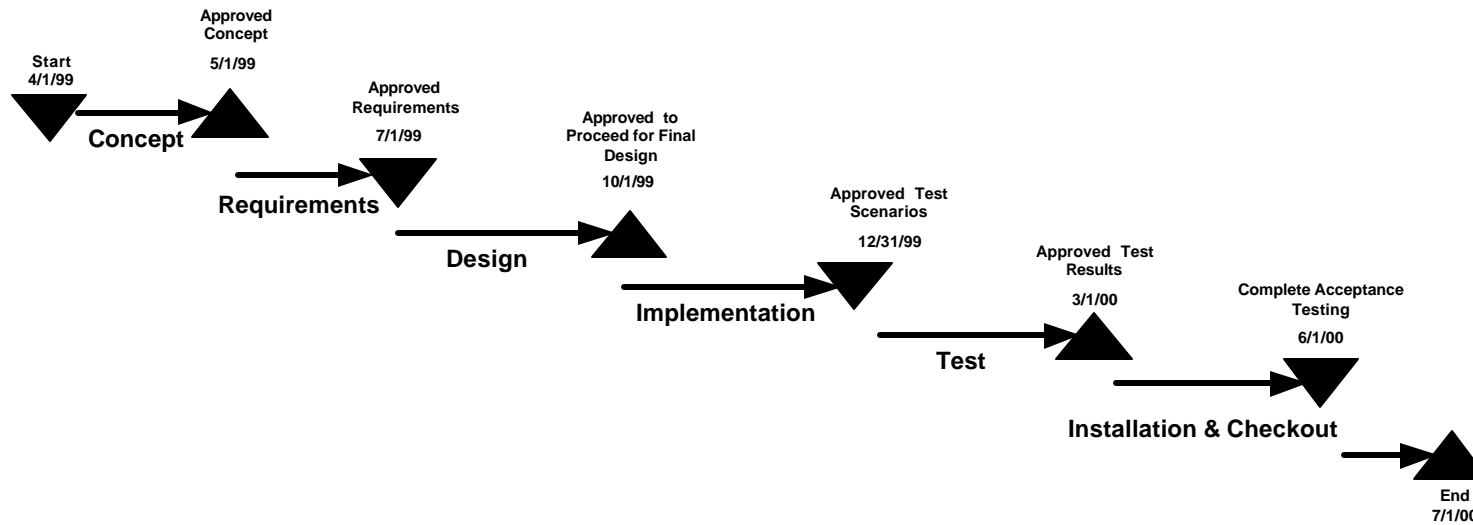 Start
4/1/99
Concept
Approved
Concept
5/1/99
Requirements
Approved
Requirements
7/1/99
Design
Approved to
Proceed for Final
Design
10/1/99
Implementation
Approved Test
Scenarios
12/31/99
Test
Approved Test
Results
3/1/00
Installation & Checkout
Complete Acceptance
Testing
6/1/00
End
7/1/00